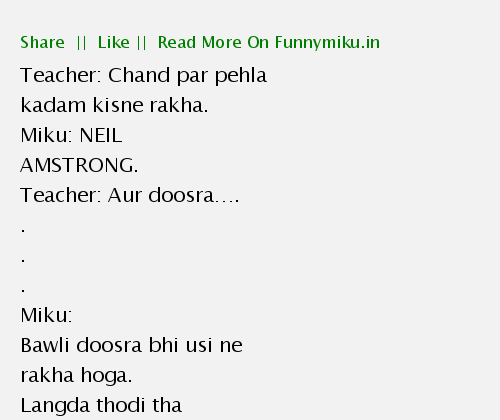 Share || Like || Read More On Funnymiku.in
Teacher: Chand par pehla
kadam kisne rakha.
Miku: NEIL
AMSTRONG.
Teacher: Aur doosra....
.
.
.
Miku:
Bawli doosra bhi usi ne
rakha hoga.
Langda thodi tha